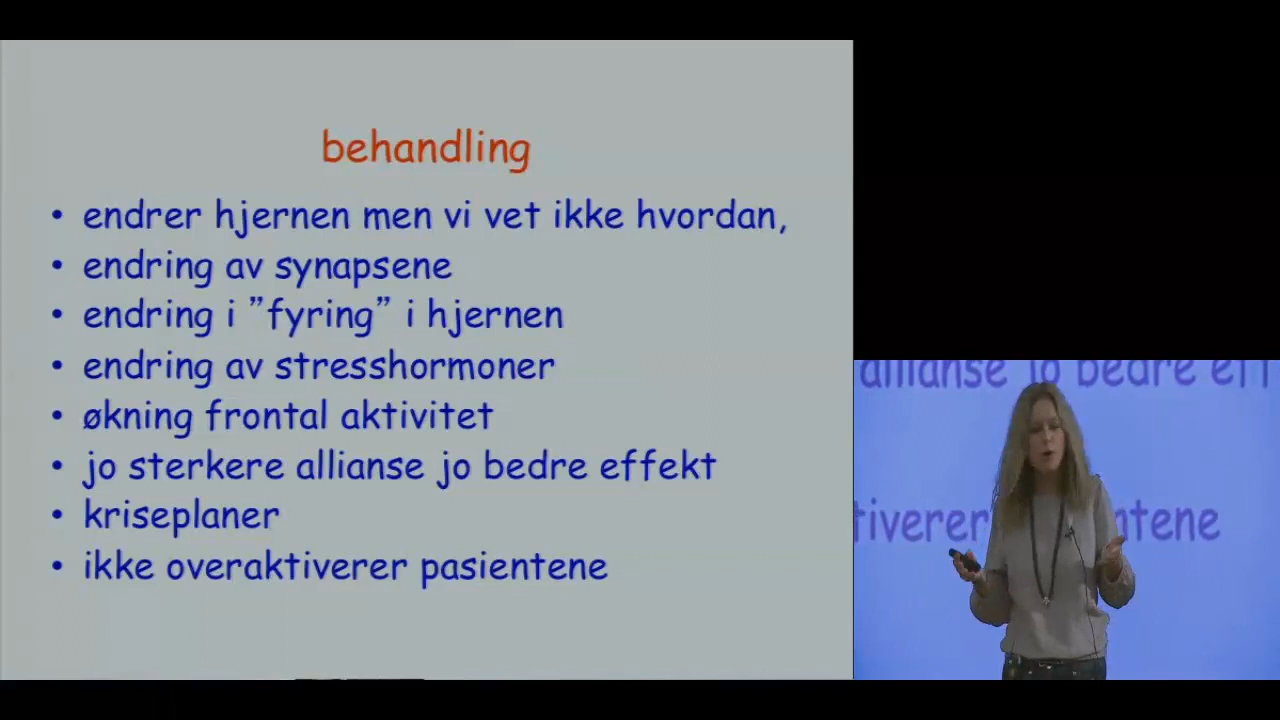 behandling
• endrer hjernen men vi vet ikke hvordan,
• endring av synapsene
• endring i ”fyring” i hjernen
• endring av stresshormoner
• økning frontal aktivitet
• jo sterkere allianse jo bedre effekt
• kriseplaner
• ikke overaktiverer pasientene
allianse jo bedre eff
tiverer ntene